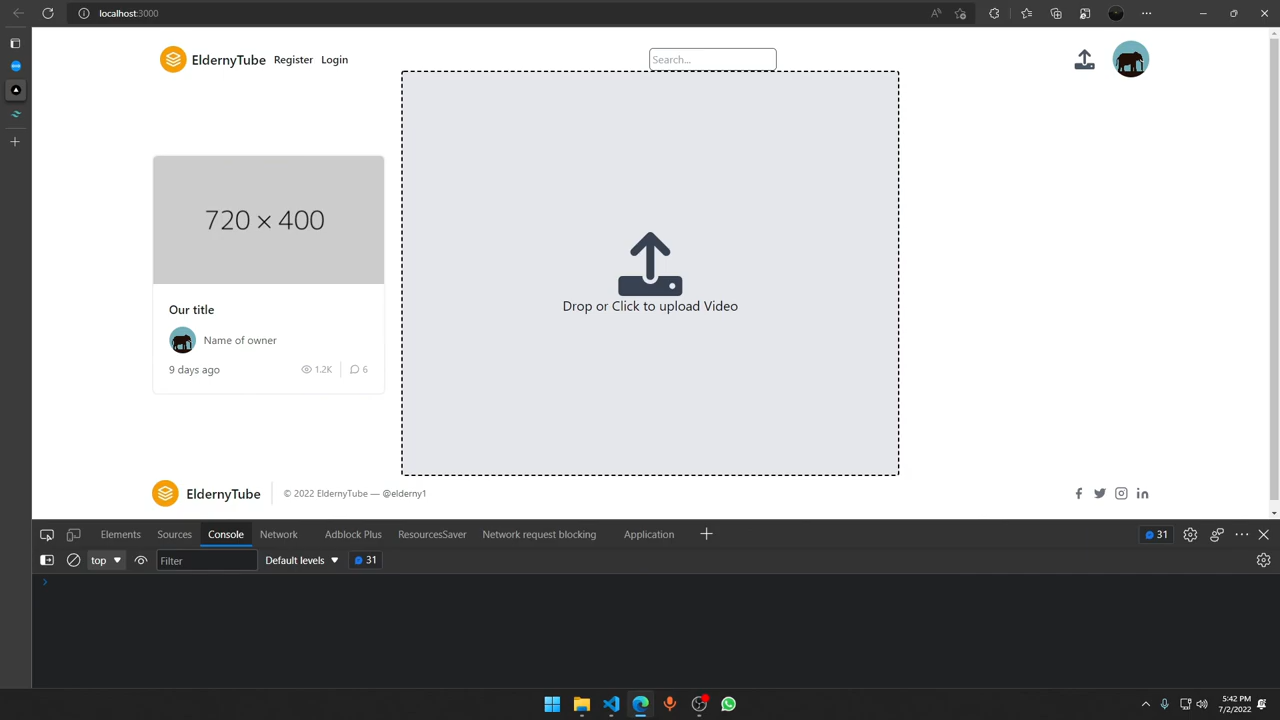 localhost:3000
EldernyTube Register Login
Search...
720 × 400
Drop or Click to upload Video
Our title
Name of owner
9 days ago
1.2K
6
EldernyTube
© 2022 EldernyTube — @elderny1
Elements Sources Console Network Adblock Plus ResourcesSaver Network request blocking Application
31
top
Filter
Default levels
31
5:42 PM
7/2/2022